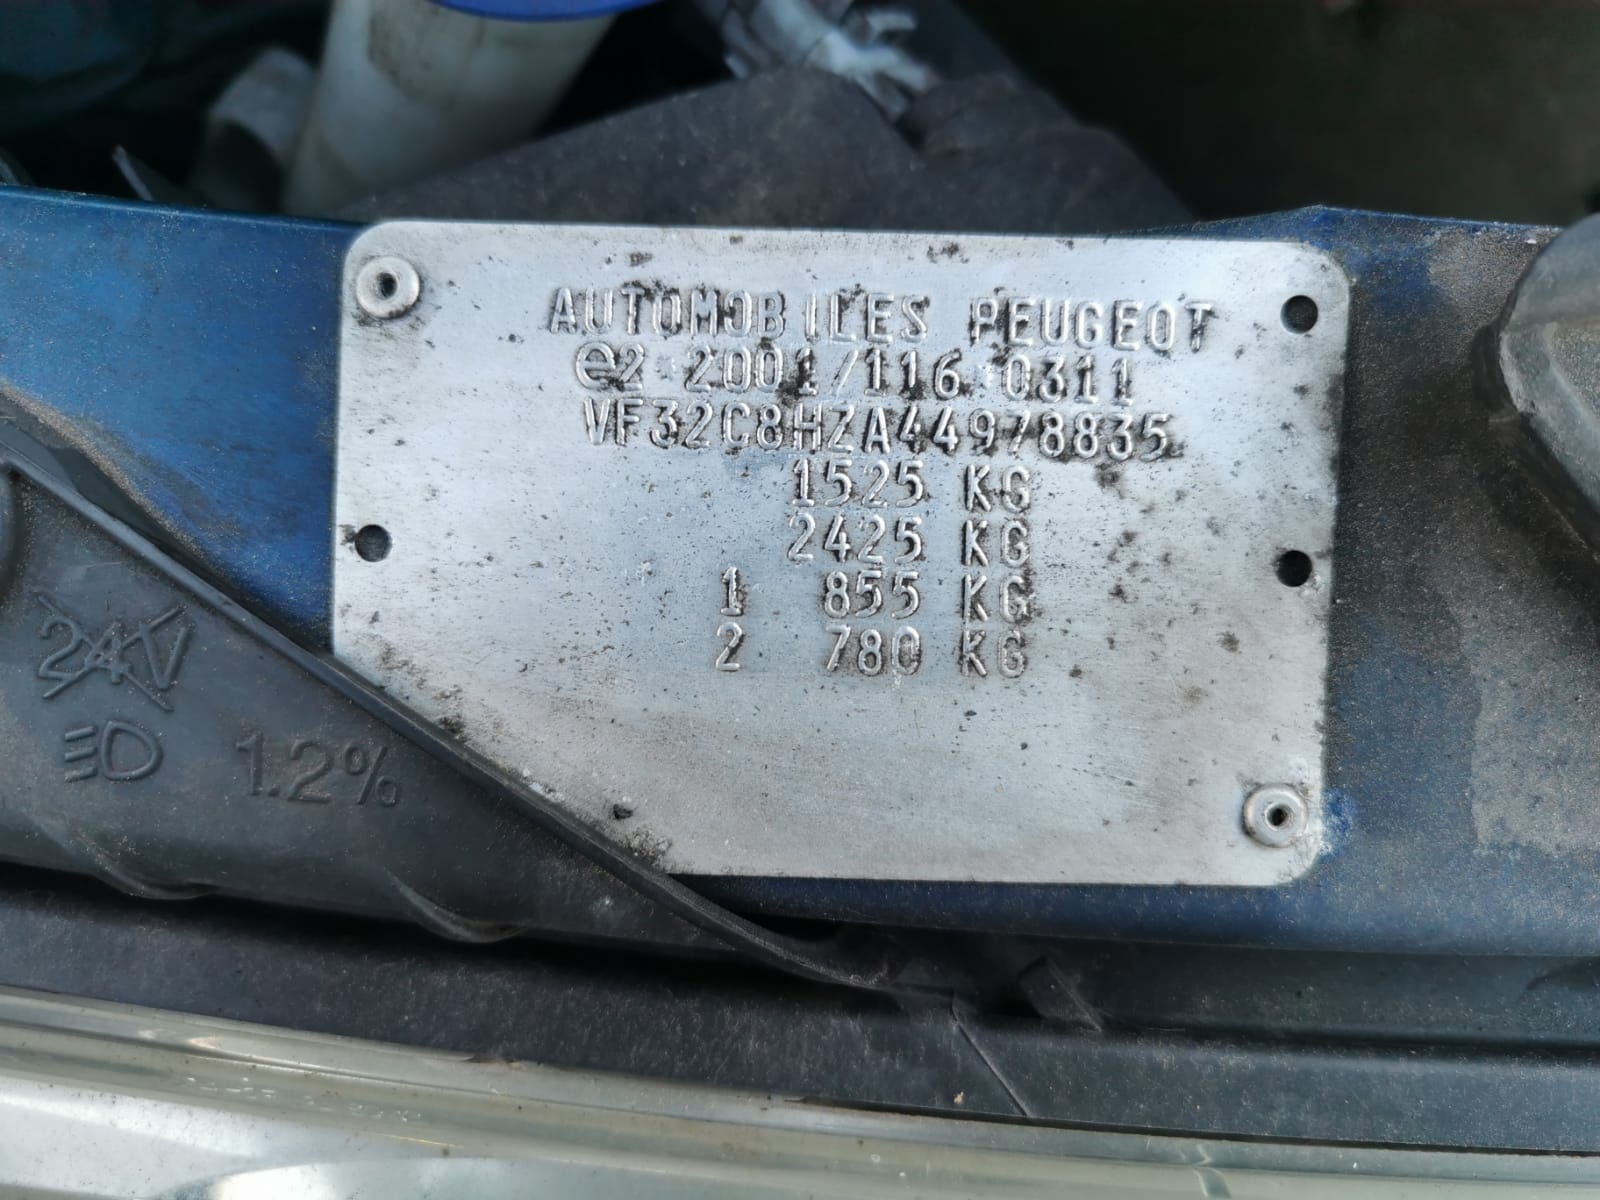 AUTOMOBILES PEUGEOT
e2*2001/116*0311
VF32C8HZA44978835
1525 KG
2425 KG
1 855 KG
2 780 KG
24V
1.2%